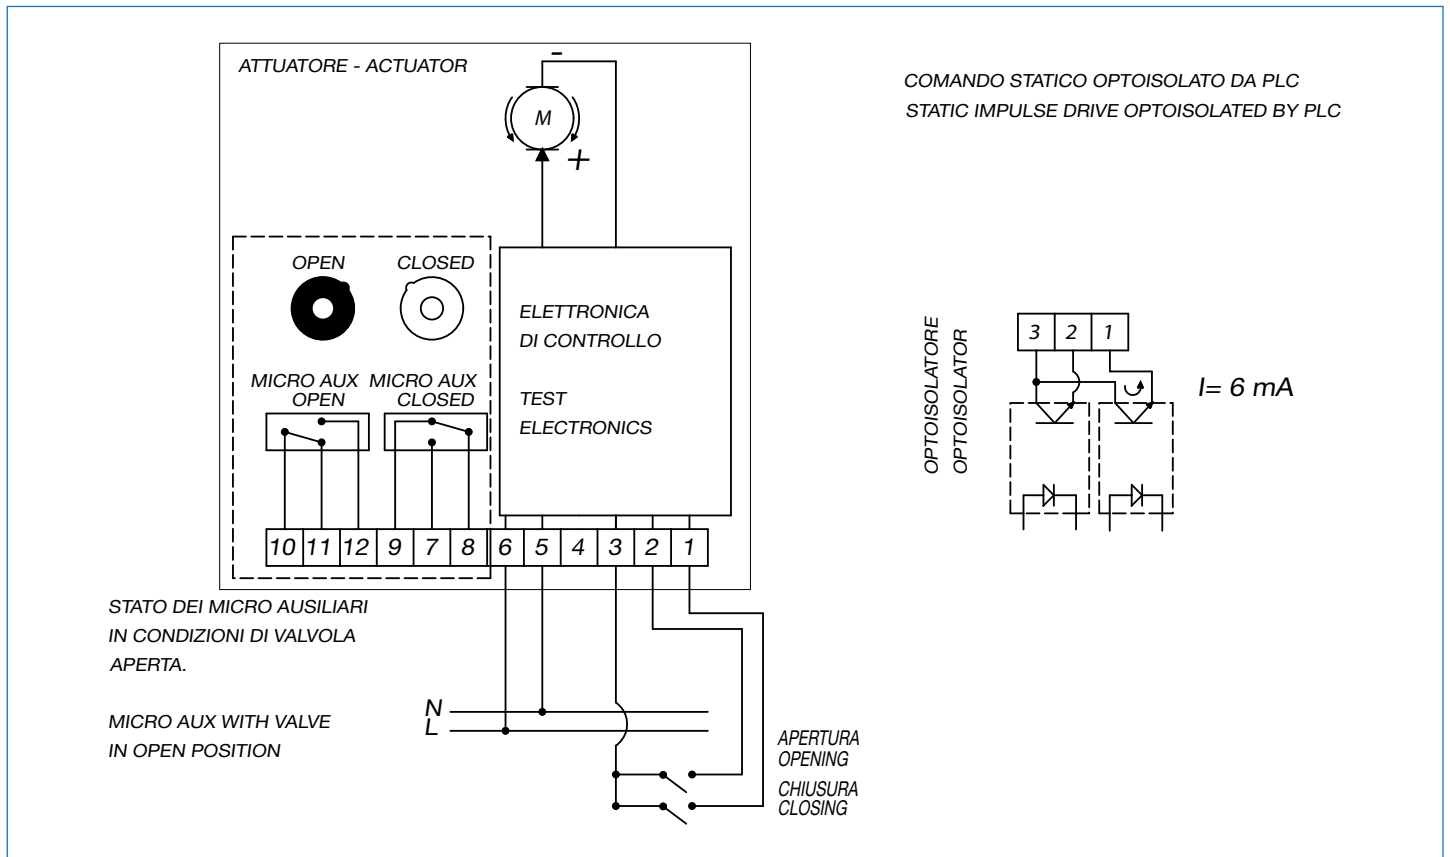 ATTUATORE - ACTUATOR
-
M
+
COMANDO STATICO OPTOISOLATO DA PLC
STATIC IMPULSE DRIVE OPTOISOLATED BY PLC
OPEN
CLOSED
MICRO AUX
OPEN
MICRO AUX
CLOSED
ELETTRONICA
DI CONTROLLO
TEST
ELECTRONICS
10 11 12 9 7 8 6 5 4 3 2 1
OPTOISOLATORE
OPTOISOLATOR
3 2 1
I= 6 mA
STATO DEI MICRO AUSILIARI
IN CONDIZIONI DI VALVOLA
APERTA.
MICRO AUX WITH VALVE
IN OPEN POSITION
N
L
APERTURA
OPENING
CHIUSURA
CLOSING